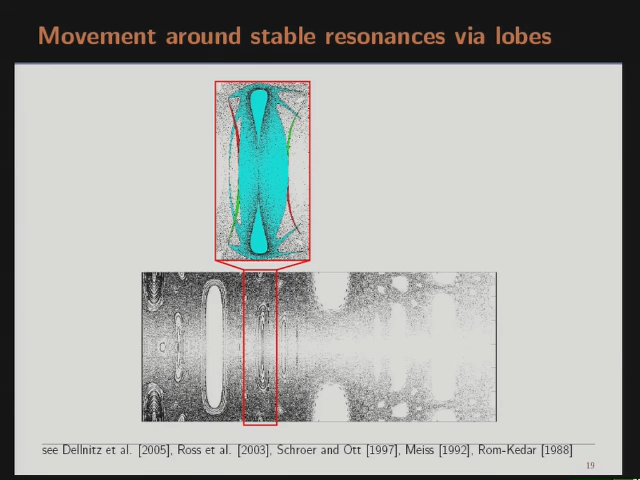 Movement around stable resonances via lobes
see Dellnitz et al. [2005], Ross et al. [2003], Schroer and Ott [1997], Meiss [1992], Rom-Kedar [1988]
19